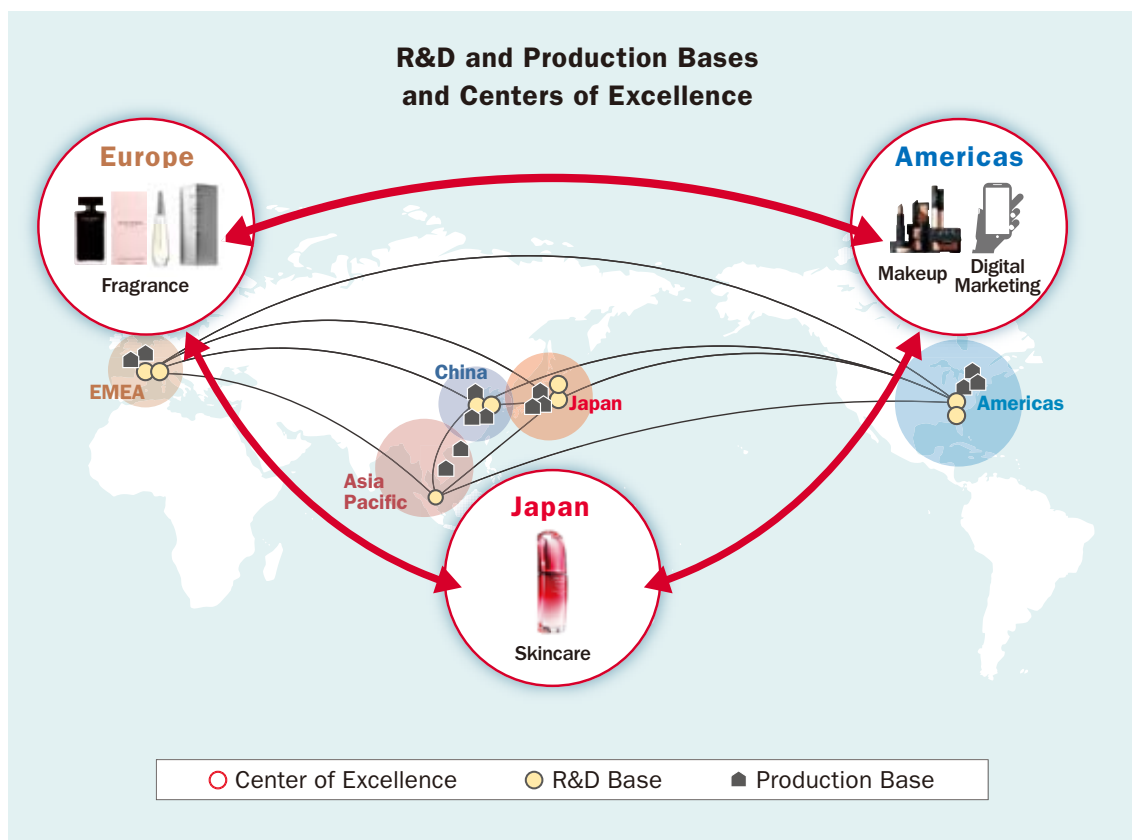 R&D and Production Bases
and Centers of Excellence
Europe
Fragrance
Americas
Makeup
Digital
Marketing
EMEA
China
Japan
Americas
Asia
Pacific
Japan
Skincare
Center of Excellence
R&D Base
Production Base